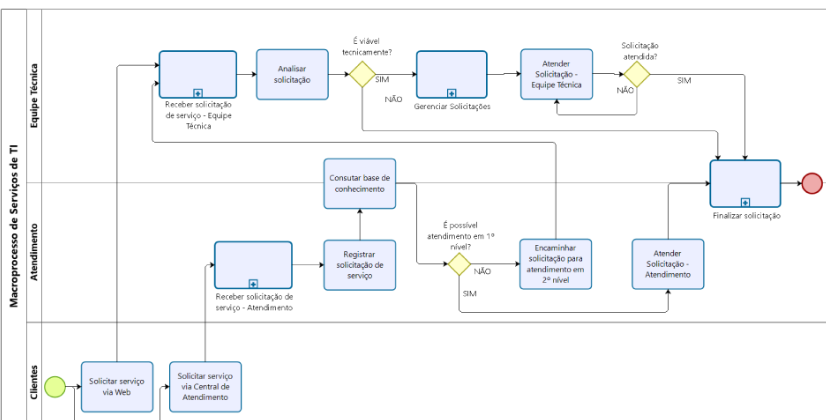 Macroprocesso de Serviços de TI
Equipe Técnica
Receber solicitação
de serviço - Equipe
Técnica
Analisar
solicitação
É viável
tecnicamente?
SIM
NÃO
Gerenciar Solicitações
Atender
Solicitação -
Equipe Técnica
Solicitação
atendida?
NÃO
SIM
Finalizar solicitação
Atendimento
Receber solicitação de
serviço - Atendimento
Registrar
solicitação de
serviço
Consutar base de
conhecimento
É possível
atendimento em 1º
nível?
NÃO
SIM
Encaminhar
solicitação para
atendimento em
2º nível
Atender
Solicitação -
Atendimento
Clientes
Solicitar serviço
via Web
Solicitar serviço
via Central de
Atendimento